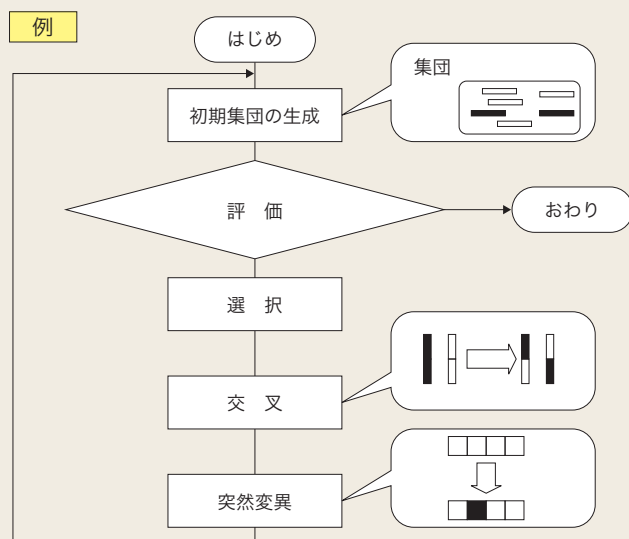 例
はじめ
集団
初期集団の生成
評　価
おわり
選　択
交　叉
突然変異